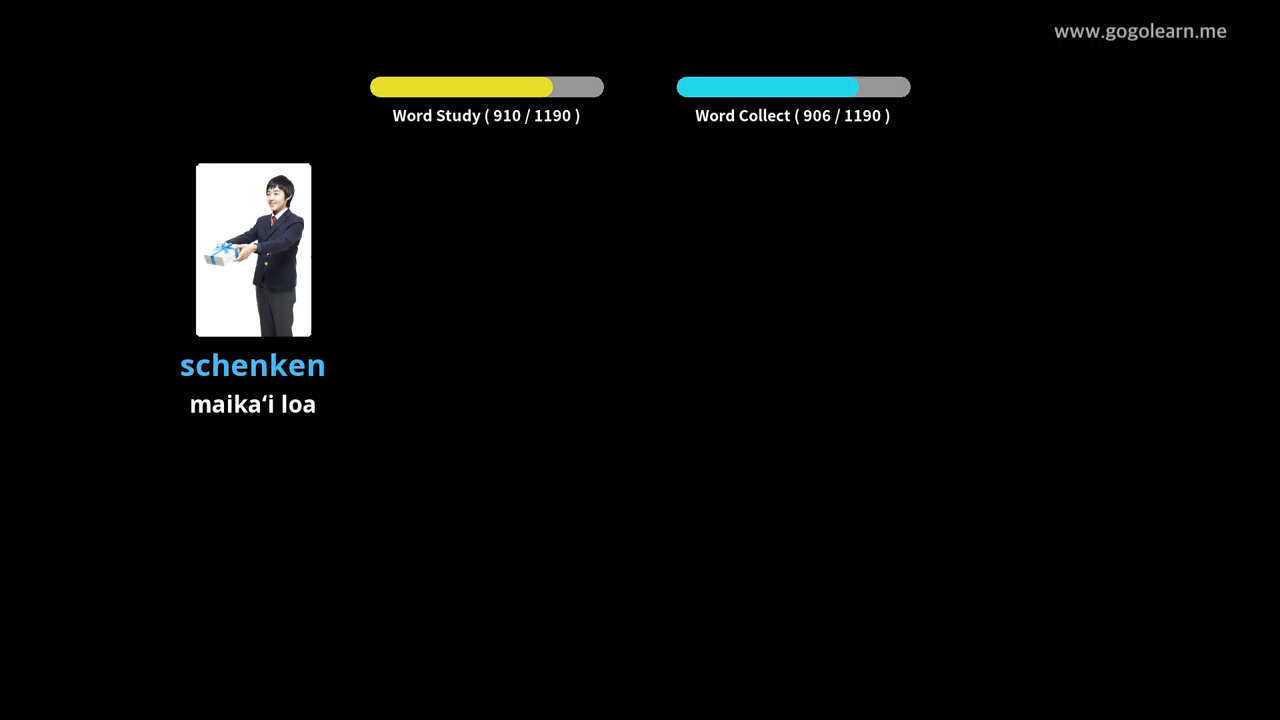 www.gogolearn.me
Word Study ( 910 / 1190 )
Word Collect ( 906 / 1190 )
schenken
maikaʻi loa